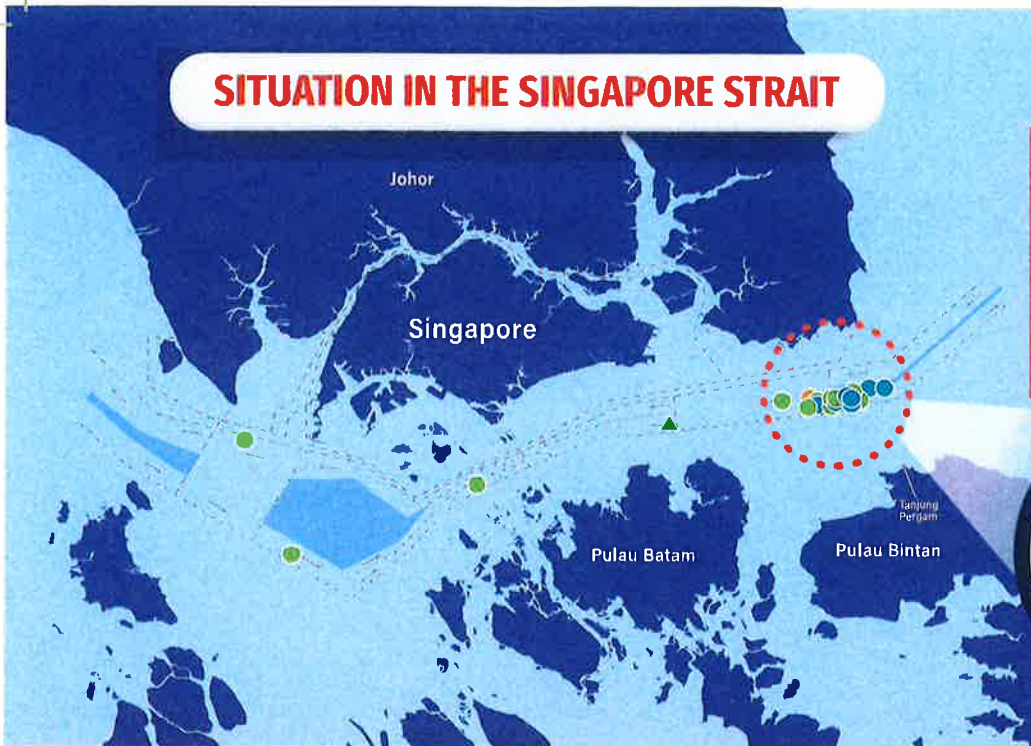 SITUATION IN THE SINGAPORE STRAIT
Johor
Singapore
Tanjung
Pergam
Pulau Batam
Pulau Bintan